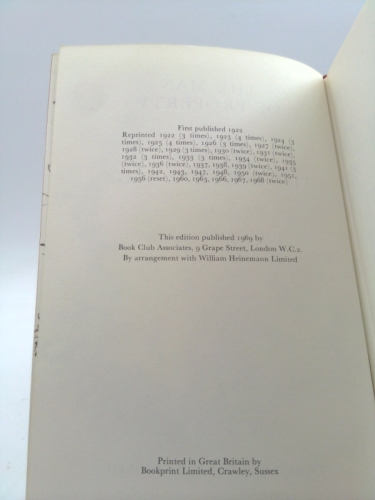 First published 1922
Reprinted 1922 (3 times), 1923 (4 times), 1924 (2
times), 1925 (4 times), 1926 (3 times), 1927 (twice),
1928 (twice), 1929 (3 times), 1930 (twice), 1931 (twice),
1932 (3 times), 1933 (3 times), 1934 (twice), 1935
(twice), 1936 (twice), 1937, 1938, 1939, 1940, 1941 (3
times), 1942, 1943, 1947, 1948, 1950 (twice), 1951,
1956 (reset), 1960, 1965, 1966, 1967, 1968 (twice)
This edition published 1969 by
Book Club Associates, 9 Grape Street, London W.C.2.
By arrangement with William Heinemann Limited
Printed in Great Britain by
Bookprint Limited, Crawley, Sussex